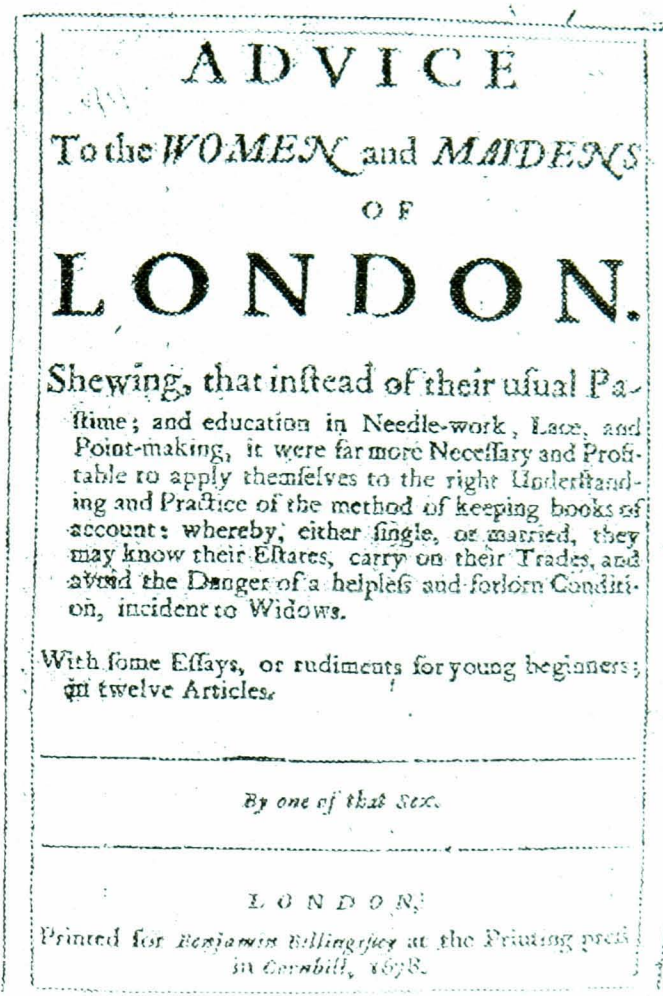 ADVICE
To the WOMEN and MAIDENS
OF
LONDON.
Shewing, that inſtead of their uſual Pa-
ſtime; and education in Needle-work, Lace, and
Point-making, it were far more Neceſſary and Profi-
table to apply themſelves to the right Underſtand-
ing and Practice of the method of keeping books of
account: whereby, either ſingle, or married, they
may know their Eſtates, carry on their Trades, and
avoid the Danger of a helpleſs and forlorn Conditi-
on, incident to Widows.
With ſome Eſſays, or rudiments for young beginners;
in twelve Articles.
By one of that Sex.
LONDON,
Printed for Benjamin Billingsley at the Printing preſs
in Cornhill, 1678.